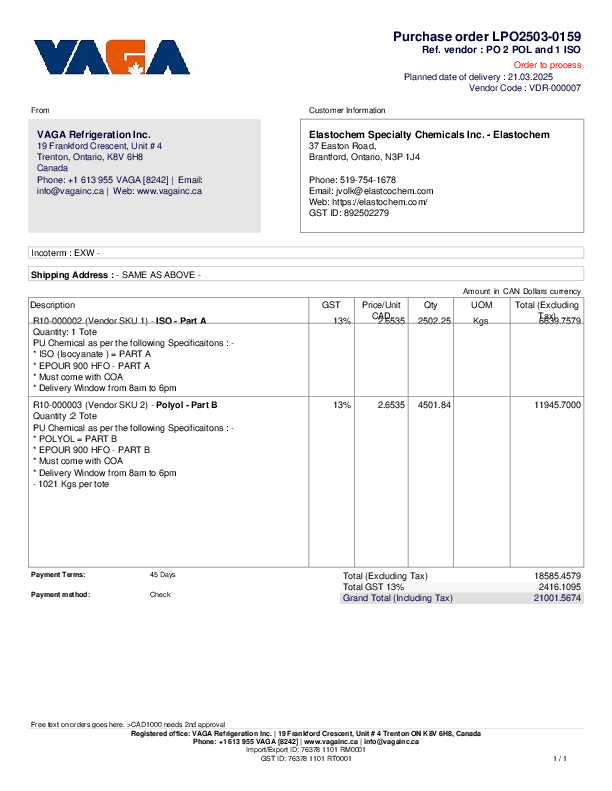 VAGA
Purchase order LPO2503-0159
Ref. vendor : PO 2 POL and 1 ISO
Order to process
Planned date of delivery : 21.03.2025
Vendor Code : VDR-000007
From
Customer Information
VAGA Refrigeration Inc.
19 Frankford Crescent, Unit # 4
Trenton, Ontario, K8V 6H8
Canada
Phone: +1 613 955 VAGA [8242] | Email:
info@vagainc.ca | Web: www.vagainc.ca
Elastochem Specialty Chemicals Inc. - Elastochem
37 Easton Road,
Brantford, Ontario, N3P 1J4
Phone: 519-754-1678
Email: jvolk@elastcochem.com
Web: https://elastochem.com/
GST ID: 892502279
Incoterm : EXW -
Shipping Address : - SAME AS ABOVE -
Amount in CAN Dollars currency
Description GST Price/Unit CAD Qty UOM Total (Excluding Tax)
R10-000002 (Vendor SKU 1) - ISO - Part A 13% 2.6535 2502.25 Kgs 6639.7579
Quantity: 1 Tote
PU Chemical as per the following Specificaitons : -
* ISO (Isocyanate ) = PART A
* EPOUR 900 HFO - PART A
* Must come with COA
* Delivery Window from 8am to 6pm
R10-000003 (Vendor SKU 2) - Polyol - Part B 13% 2.6535 4501.84 11945.7000
Quantity :2 Tote
PU Chemical as per the following Specificaitons : -
* POLYOL = PART B
* EPOUR 900 HFO - PART B
* Must come with COA
* Delivery Window from 8am to 6pm
- 1021 Kgs per tote
Payment Terms: 45 Days
Payment method: Check
Total (Excluding Tax) 18585.4579
Total GST 13% 2416.1095
Grand Total (Including Tax) 21001.5674
Free text on orders goes here. >CAD1000 needs 2nd approval
Registered office: VAGA Refrigeration Inc. | 19 Frankford Crescent, Unit # 4 Trenton ON K8V 6H8, Canada
Phone: +1 613 955 VAGA [8242] | www.vagainc.ca | info@vagainc.ca
Import/Export ID: 76378 1101 RM0001
GST ID: 76378 1101 RT0001
1 / 1